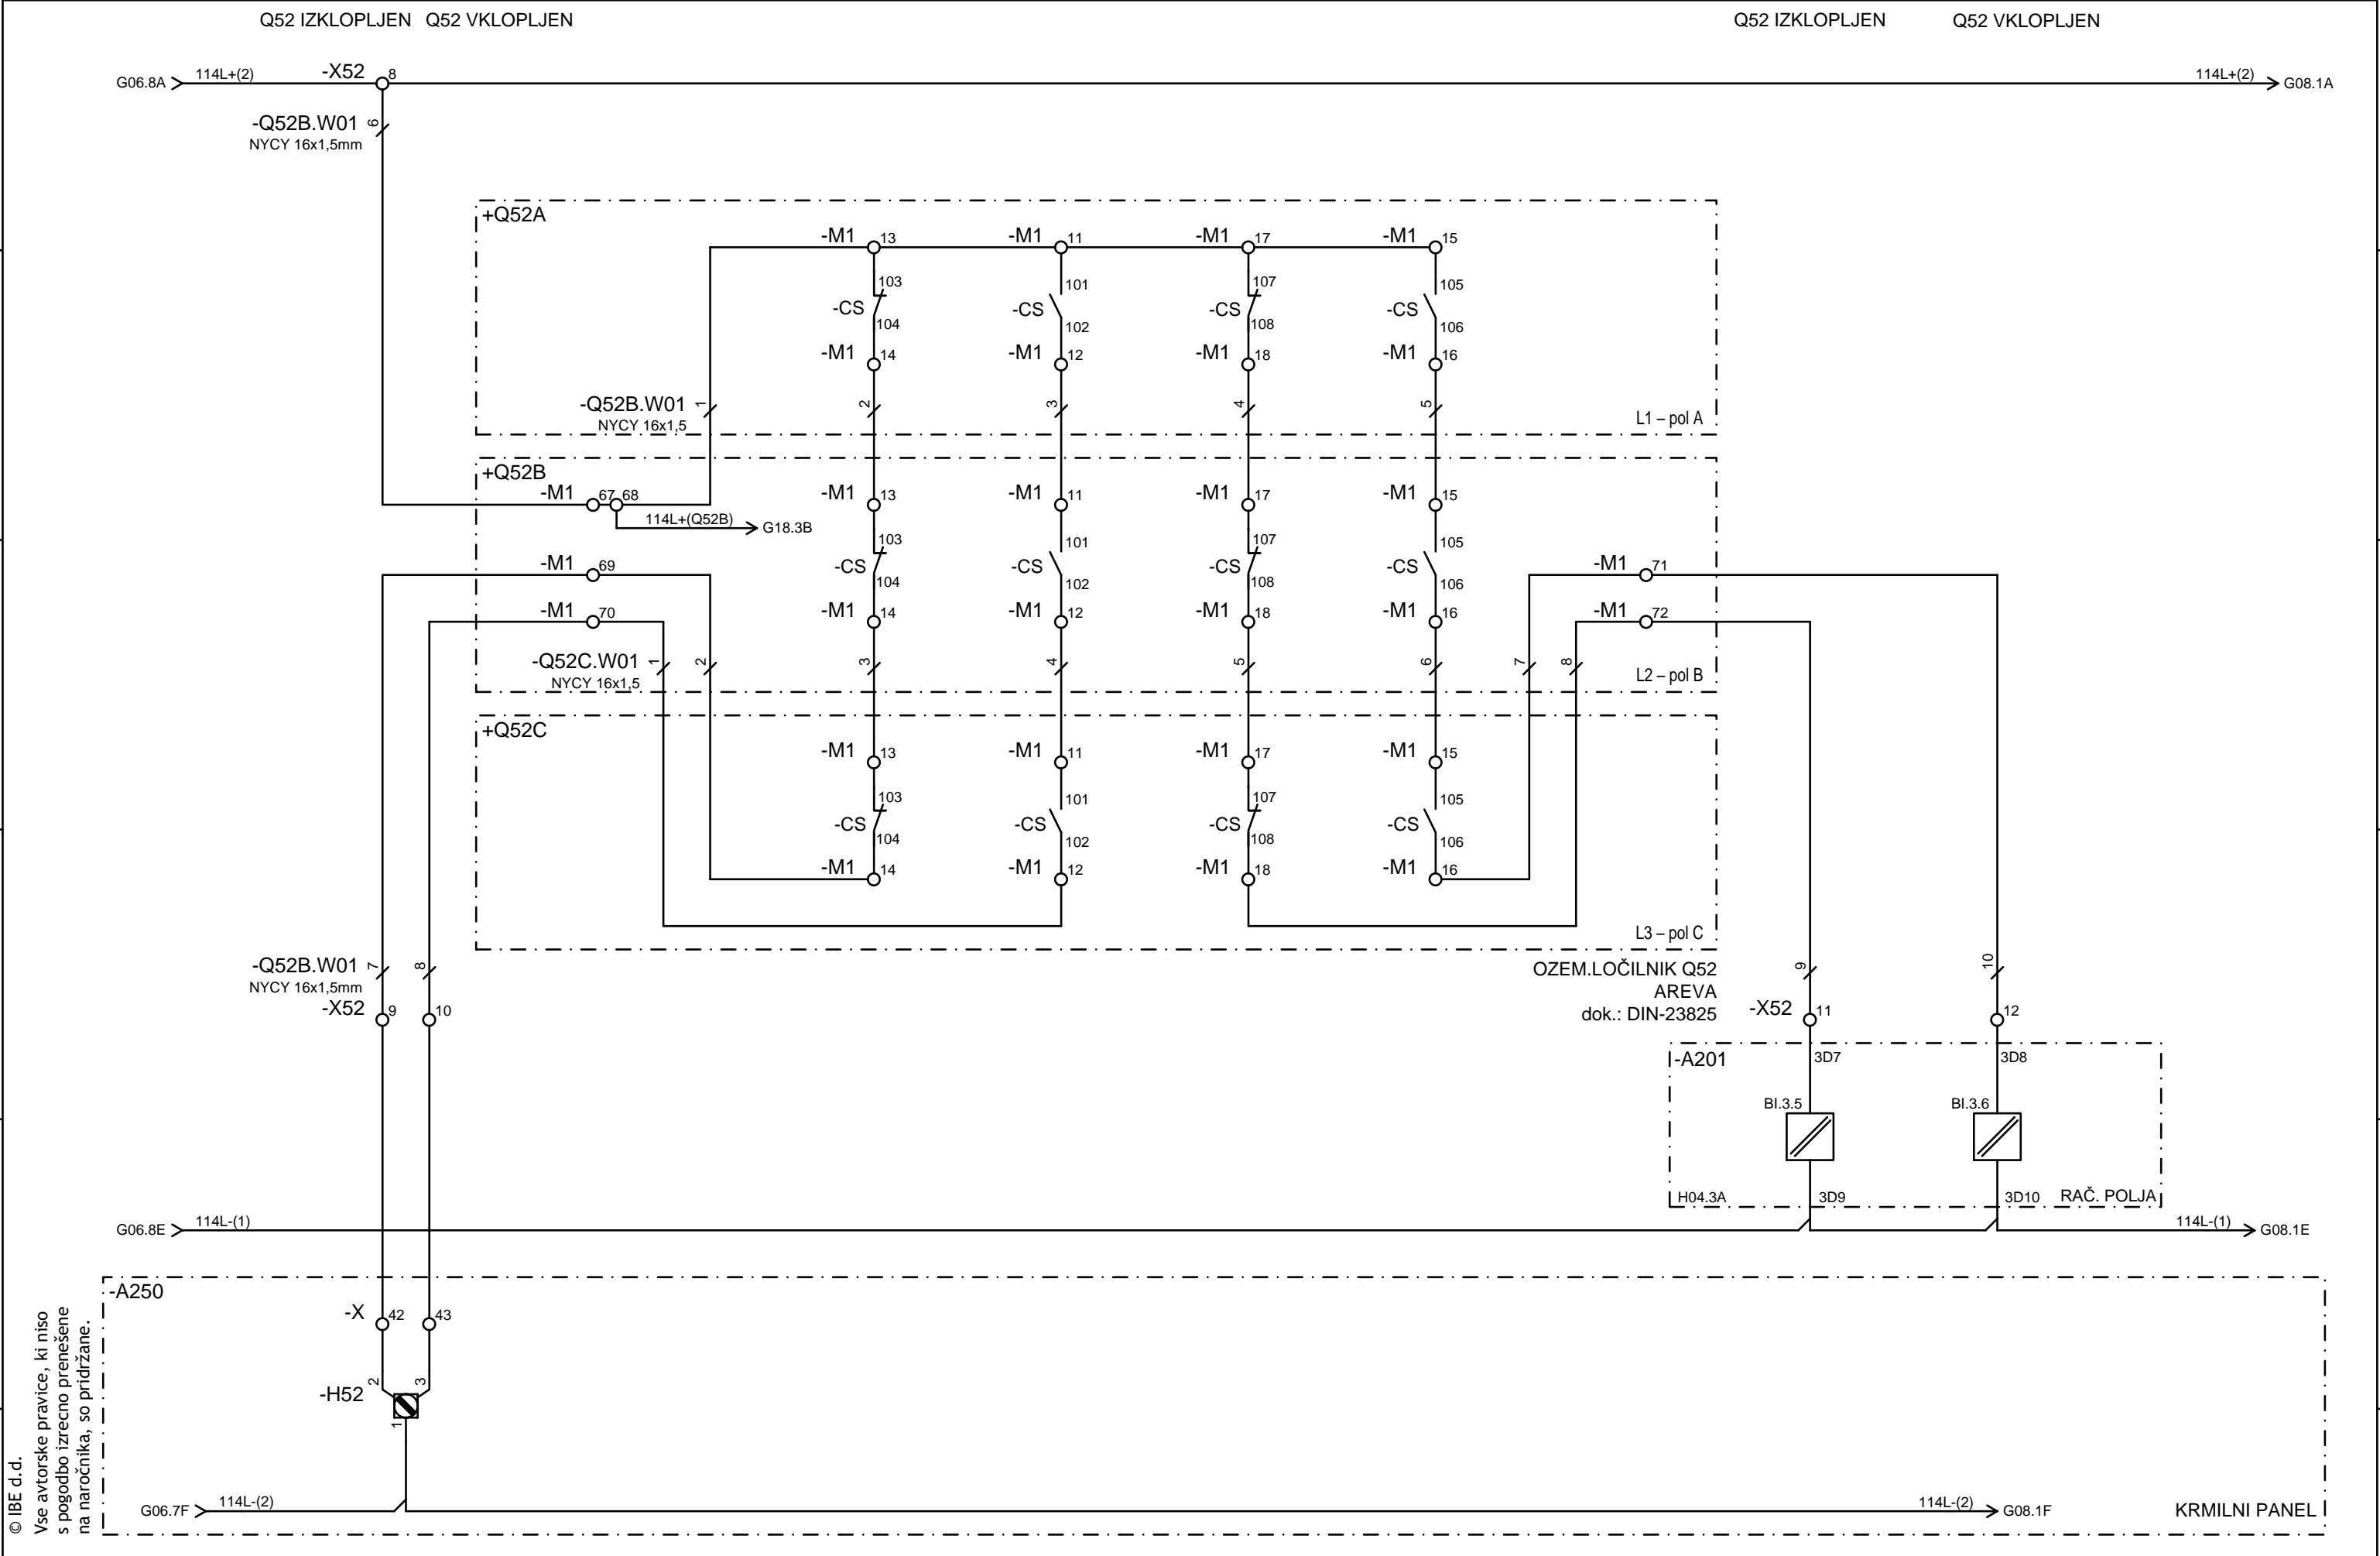 Q52 IZKLOPLJEN Q52 VKLOPLJEN Q52 IZKLOPLJEN Q52 VKLOPLJEN
G06.8A 114L+(2) -X52 8 114L+(2) G08.1A
-Q52B.W01 6
NYCY 16x1,5mm
+Q52A
-M1 13 -M1 11 -M1 17 -M1 15
103 101 107 105
-CS -CS -CS -CS
104 102 108 106
-M1 14 -M1 12 -M1 18 -M1 16
-Q52B.W01 1 2 3 4 5
NYCY 16x1,5
L1 – pol A
+Q52B
-M1 67 68 -M1 13 -M1 11 -M1 17 -M1 15
114L+(Q52B) G18.3B
103 101 107 105
-M1 69 -CS -CS -CS -CS -M1 71
104 102 108 106
-M1 70 -M1 14 -M1 12 -M1 18 -M1 16 -M1 72
-Q52C.W01 1 2 3 4 5 6 7 8
NYCY 16x1,5
L2 – pol B
+Q52C
-M1 13 -M1 11 -M1 17 -M1 15
103 101 107 105
-CS -CS -CS -CS
104 102 108 106
-M1 14 -M1 12 -M1 18 -M1 16
L3 – pol C
-Q52B.W01 7 8
NYCY 16x1,5mm
-X52 9 10
OZEM.LOČILNIK Q52
AREVA
dok.: DIN-23825
9 10
-X52 11 12
-A201 3D7 3D8
BI.3.5 BI.3.6
H04.3A 3D9 3D10 RAČ. POLJA
G06.8E 114L-(1) 114L-(1) G08.1E
-A250
-X 42 43
2 3
-H52
1
G06.7F 114L-(2) 114L-(2) G08.1F
KRMILNI PANEL
© IBE d.d.
Vse avtorske pravice, ki niso
s pogodbo izrecno prenešene
na naročnika, so pridržane.